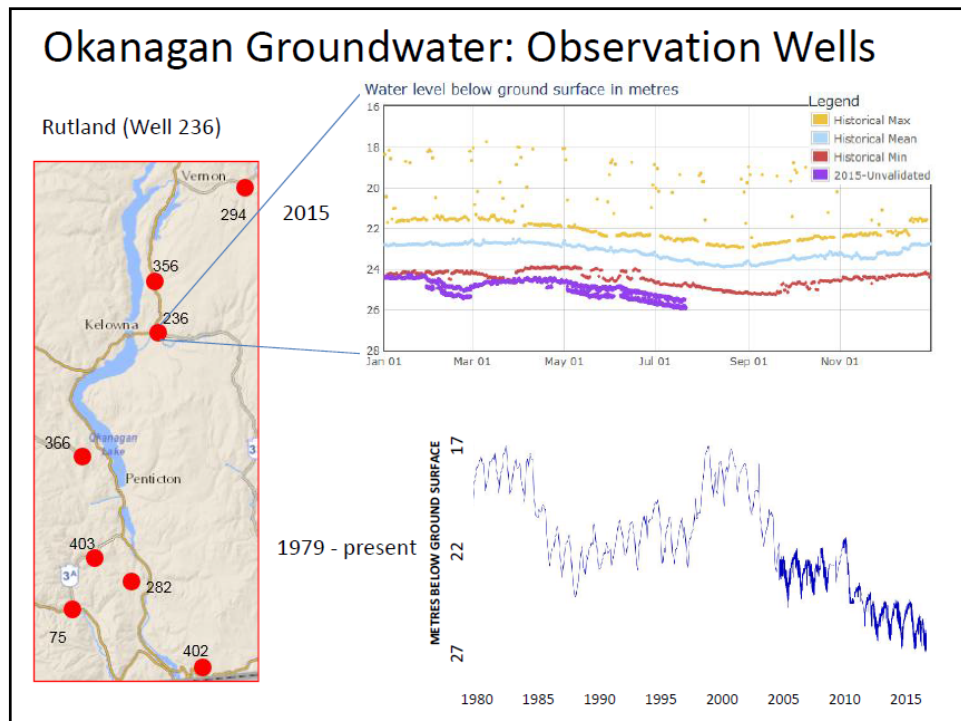 Okanagan Groundwater: Observation Wells
Rutland (Well 236)
Vernon
294
356
236
Kelowna
366
Okanagan
Lake
3
Penticton
403
3A
282
75
402
2015
Water level below ground surface in metres
Legend
Historical Max
Historical Mean
Historical Min
2015-Unvalidated
16
18
20
22
24
26
28
Jan 01 Mar 01 May 01 Jul 01 Sep 01 Nov 01
1979 - present
METRES BELOW GROUND SURFACE
17
22
27
1980 1985 1990 1995 2000 2005 2010 2015